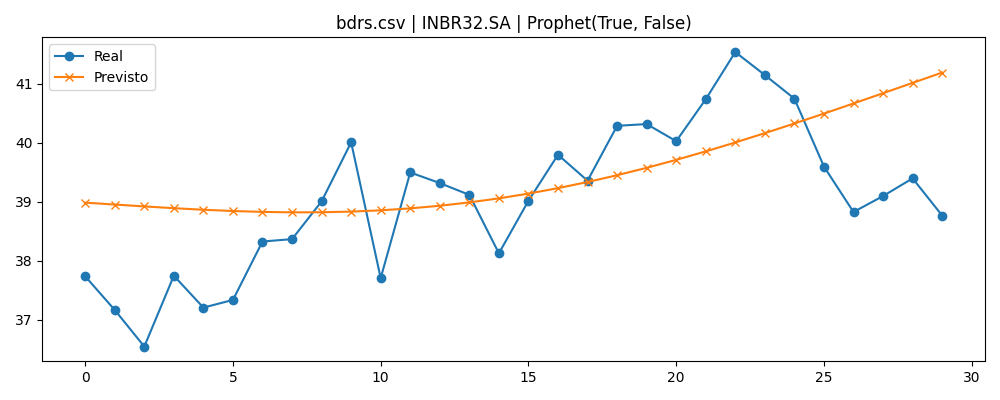 bdrs.csv | INBR32.SA | Prophet(True, False)
Real
Previsto
41
40
39
38
37
0 5 10 15 20 25 30